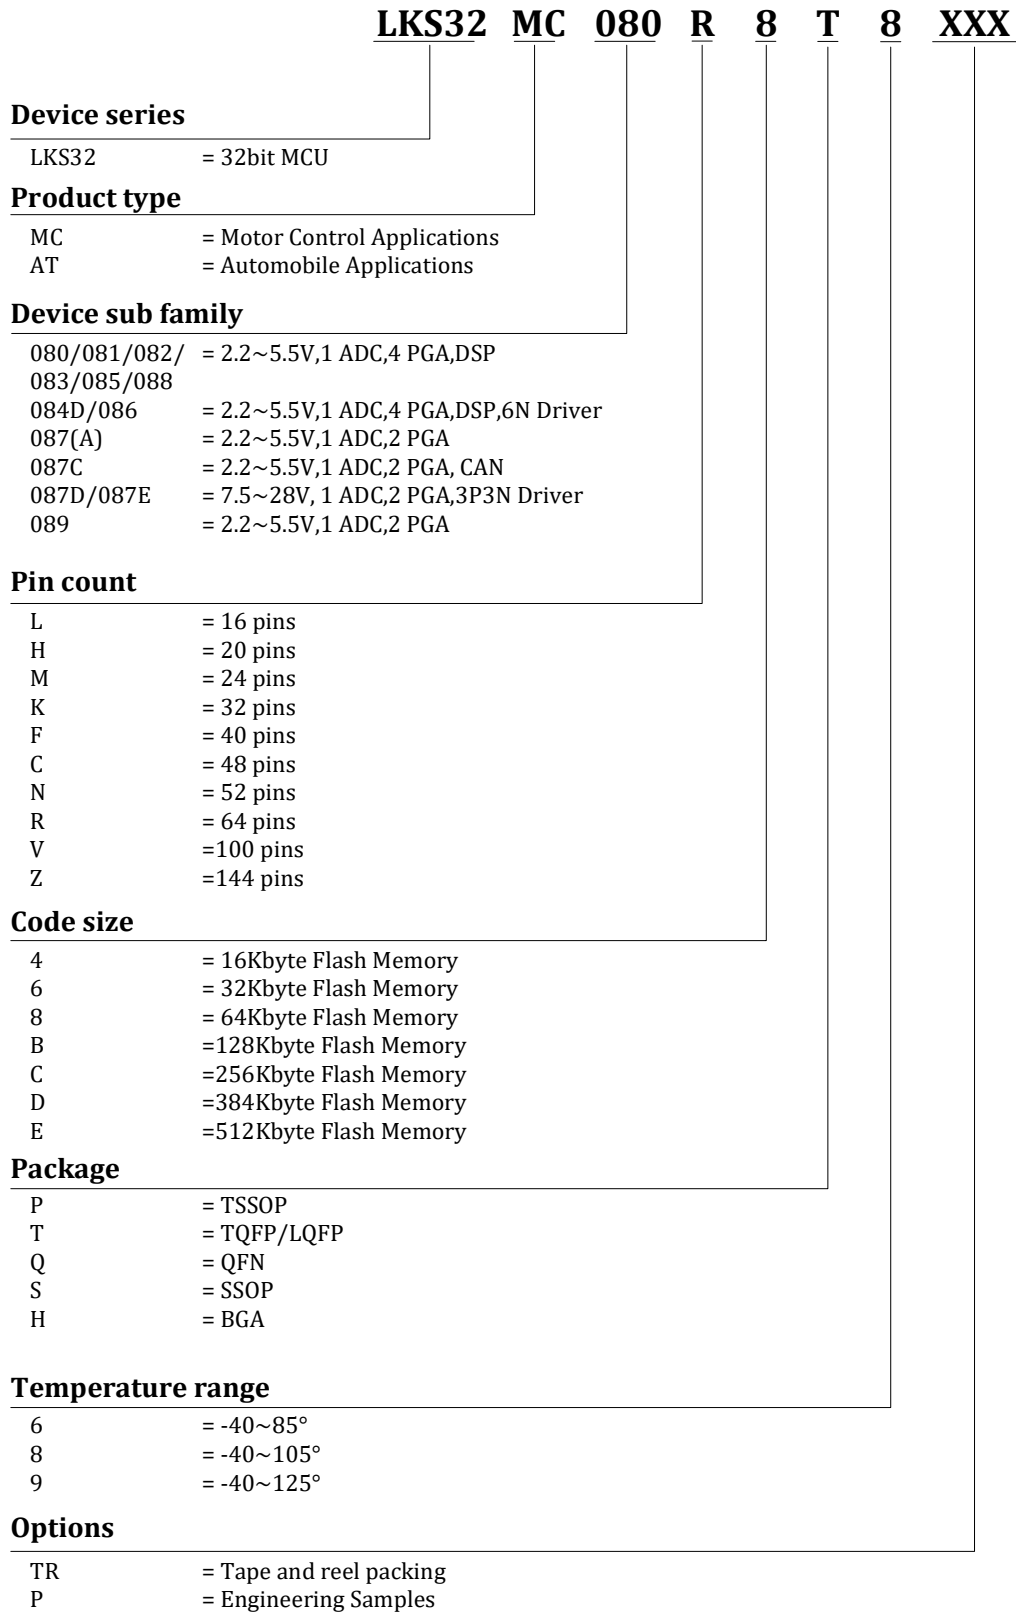 LKS32 MC 080 R 8 T 8 XXX
Device series
LKS32 = 32bit MCU
Product type
MC = Motor Control Applications
AT = Automobile Applications
Device sub family
080/081/082/ = 2.2~5.5V,1 ADC,4 PGA,DSP
083/085/088
084D/086 = 2.2~5.5V,1 ADC,4 PGA,DSP,6N Driver
087(A) = 2.2~5.5V,1 ADC,2 PGA
087C = 2.2~5.5V,1 ADC,2 PGA, CAN
087D/087E = 7.5~28V, 1 ADC,2 PGA,3P3N Driver
089 = 2.2~5.5V,1 ADC,2 PGA
Pin count
L = 16 pins
H = 20 pins
M = 24 pins
K = 32 pins
F = 40 pins
C = 48 pins
N = 52 pins
R = 64 pins
V =100 pins
Z =144 pins
Code size
4 = 16Kbyte Flash Memory
6 = 32Kbyte Flash Memory
8 = 64Kbyte Flash Memory
B =128Kbyte Flash Memory
C =256Kbyte Flash Memory
D =384Kbyte Flash Memory
E =512Kbyte Flash Memory
Package
P = TSSOP
T = TQFP/LQFP
Q = QFN
S = SSOP
H = BGA
Temperature range
6 = -40~85°
8 = -40~105°
9 = -40~125°
Options
TR = Tape and reel packing
P = Engineering Samples